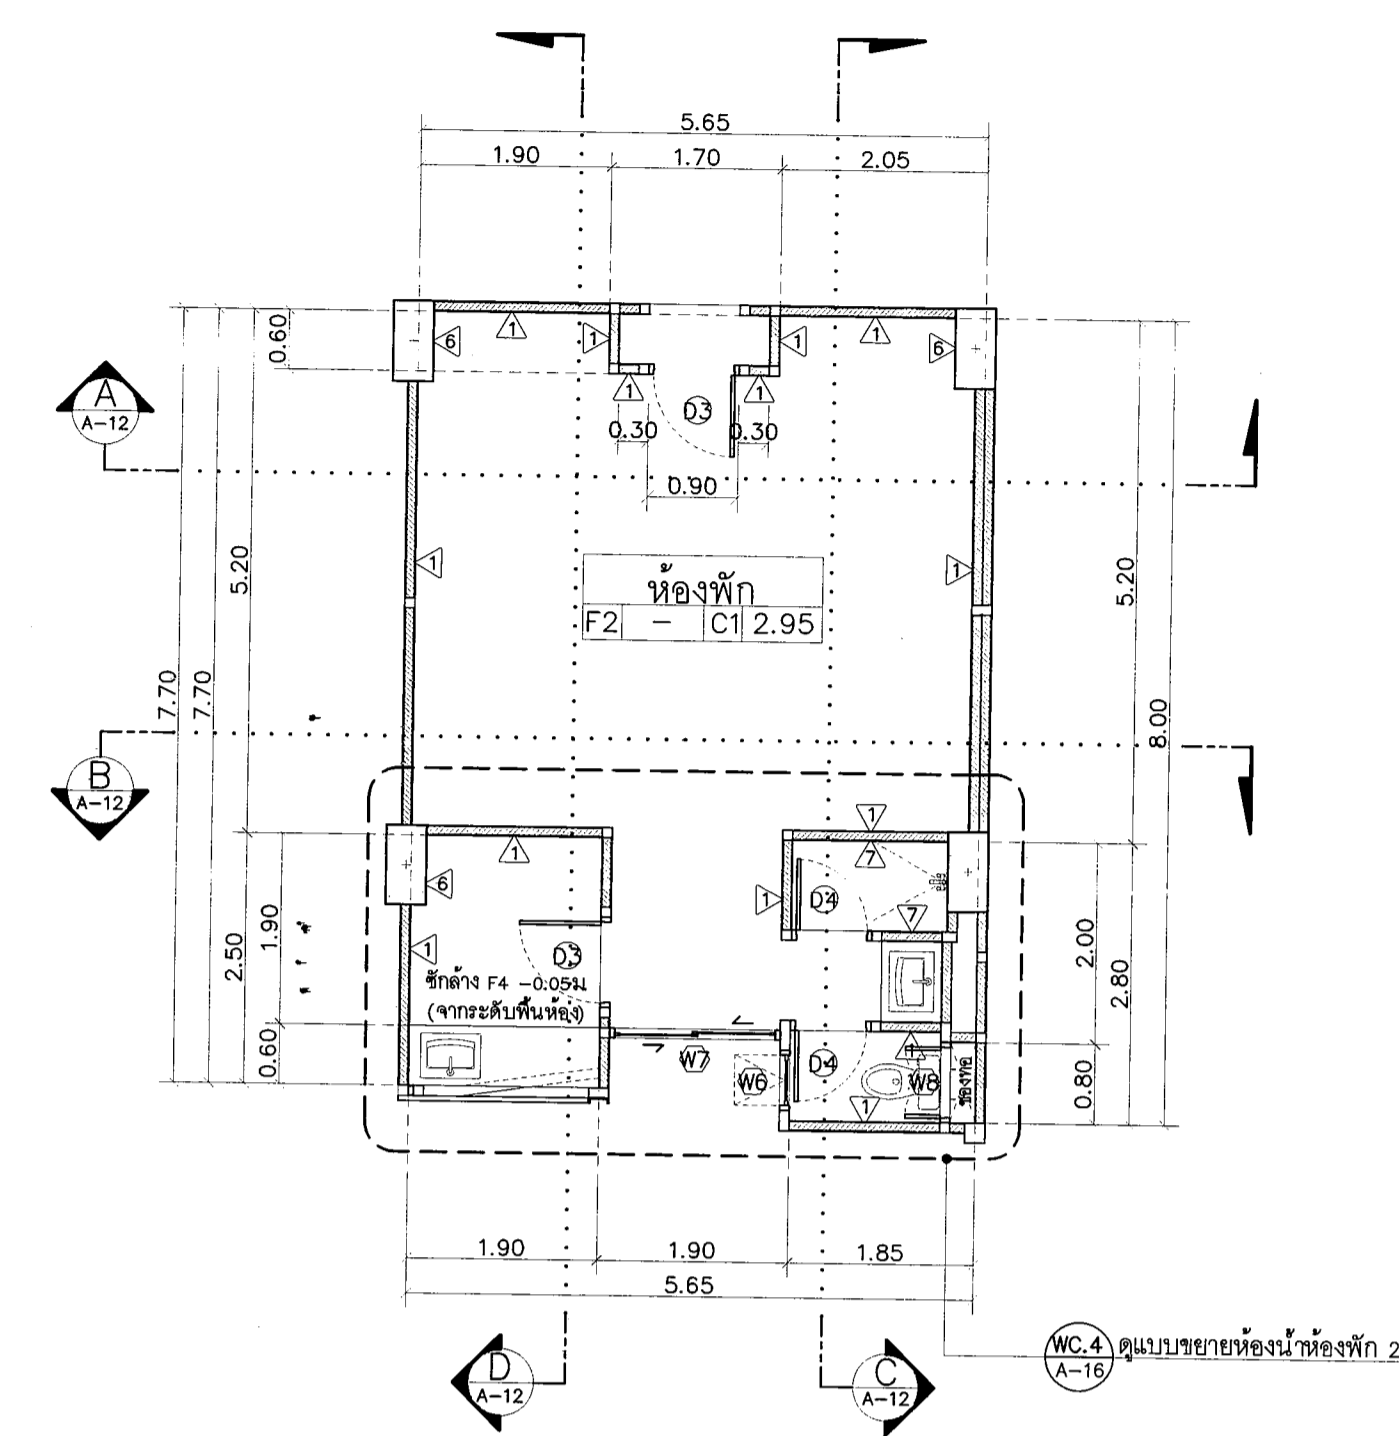 5.65
1.90 1.70 2.05
0.60
6 1 1 1 1 6
1 1
A
A-12
D3
0.30 0.30
0.90
5.20 1 1 5.20
ห้องพัก
F2 - C1 2.95
7.70 7.70
8.00
B
A-12
1 1
7
6 1 D4
7
1.90 2.50 1 D3 2.00 2.80
ซักล้าง F4 -0.05ม
(จากระดับพื้นห้อง)
0.60 W7 W6 D4 1 W8 ช่องท่อ 0.80
1
1.90 1.90 1.85
5.65
WC.4 ดูแบบขยายห้องน้ำห้องพัก 2
A-16
D
A-12
C
A-12